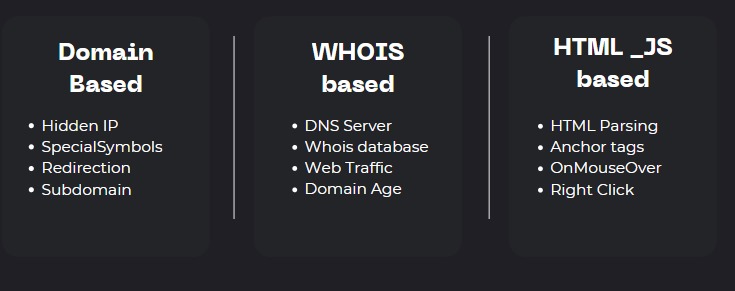 Domain
Based
• Hidden IP
• SpecialSymbols
• Redirection
• Subdomain
WHOIS
based
• DNS Server
• Whois database
• Web Traffic
• Domain Age
HTML _JS
based
• HTML Parsing
• Anchor tags
• OnMouseOver
• Right Click